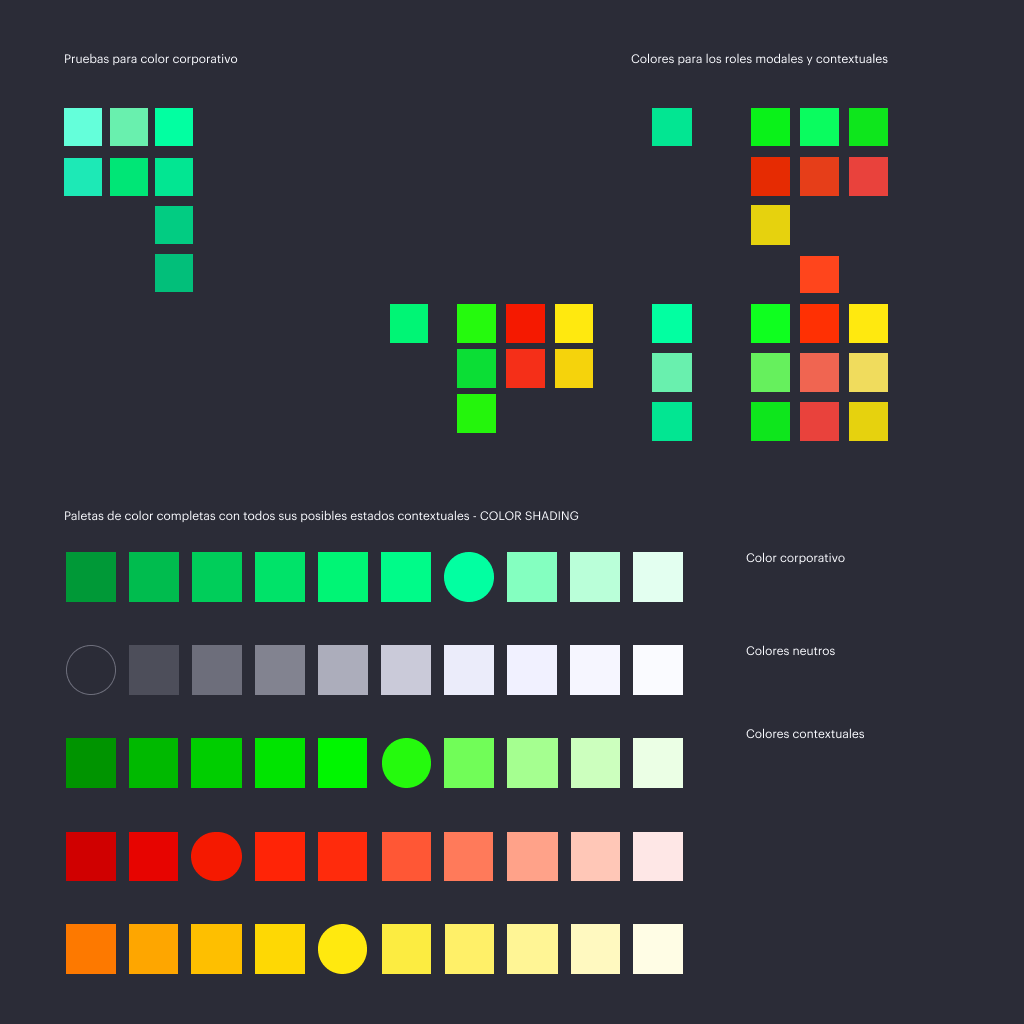 Pruebas para color corporativo
Colores para los roles modales y contextuales
Paletas de color completas con todos sus posibles estados contextuales - COLOR SHADING
Color corporativo
Colores neutros
Colores contextuales